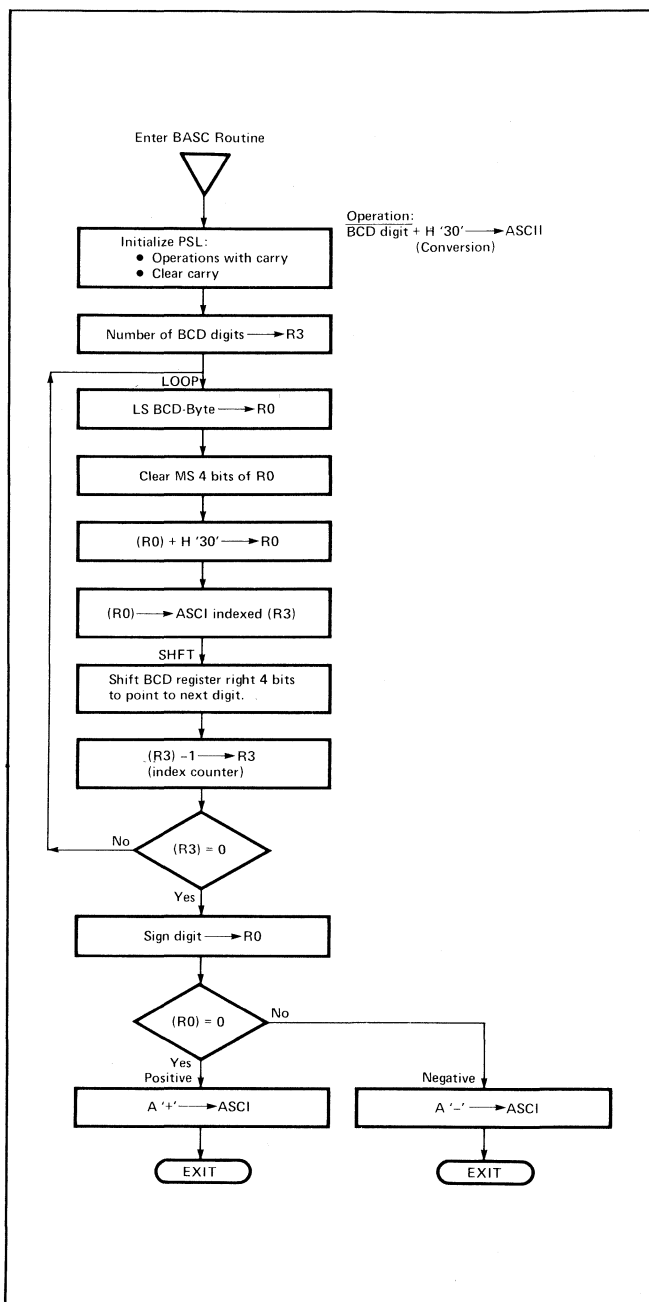 Enter BASC Routine
Operation:
BCD digit + H '30' → ASCII
(Conversion)
Initialize PSL:
● Operations with carry
● Clear carry
Number of BCD digits → R3
LOOP
LS BCD-Byte → R0
Clear MS 4 bits of R0
(R0) + H '30' → R0
(R0) → ASCI indexed (R3)
SHFT
Shift BCD register right 4 bits
to point to next digit.
(R3) -1 → R3
(index counter)
No
(R3) = 0
Yes
Sign digit → R0
(R0) = 0
No
Yes
Positive
Negative
A '+' → ASCI
A '-' → ASCI
EXIT
EXIT